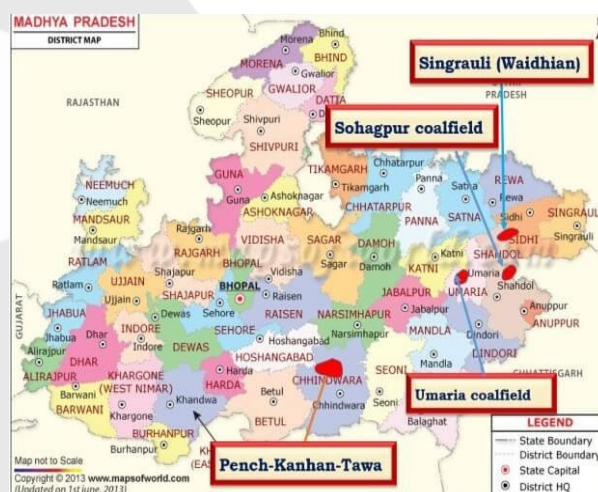 MADHYA PRADESH
DISTRICT MAP
Singrauli (Waidhian)
PRADESH
Sohagpur coalfield
RAJASTHAN
Morena
MORENA
Bhind
BHIND
Gwalior
GWALIOR
DATIA
SHEOPUR
Sheopur
Shivpuri
SHIVPURI
TIKAMGARH
Tikamgarh
Chhatarpur
CHHATARPUR
Panna
PANNA
Satna
SATNA
REWA
Rewa
Sidhi
SIDHI
SINGRAUL
Singrauli
NEEMUCH
Neemuch
MANDSAUR
Mandsaur
GUNA
Guna
Ashoknagar
ASHOKNAGAR
Rajgarh
RAJGARH
VIDISHA
Vidisha
SAGAR
Sagar
DAMOH
Damoh
Katni
KATNI
Umaria
UMARIA
SHAHDOL
Shahdol
RATLAM
Ratlam
UJJAIN
Ujjain
Shajapur
SHAJAPUR
BHOPAL
BHOPAL
Sehore
SEHORE
Raisen
RAISEN
NARSIMHAPUR
Narsimhapur
JABALPUR
Jabalpur
Anuppur
ANUPPUR
Dindori
DINDORI
MANDLA
Mandla
GUJARAT
JHABUA
Jhabua
Dhar
DHAR
INDORE
Indore
Dewas
DEWAS
Hoshangabad
HOSHANGABAD
Harda
HARDA
CHHINDWARA
Chhindwara
SEONI
Seoni
CHHATTISGARH
Alirajpur
ALIRAJPUR
Barwani
BARWANI
KHARGONE
(WEST NIMAR)
Khargone
Khandwa
Betul
BETUL
Balaghat
BURHANPUR
Burhanpur
Umaria coalfield
Pench-Kanhan-Tawa
LEGEND
State Boundary
District Boundary
State Capital
District HQ
Map not to Scale
Copyright © 2013 www.mapsofworld.com
(Updated on 1st june, 2013)